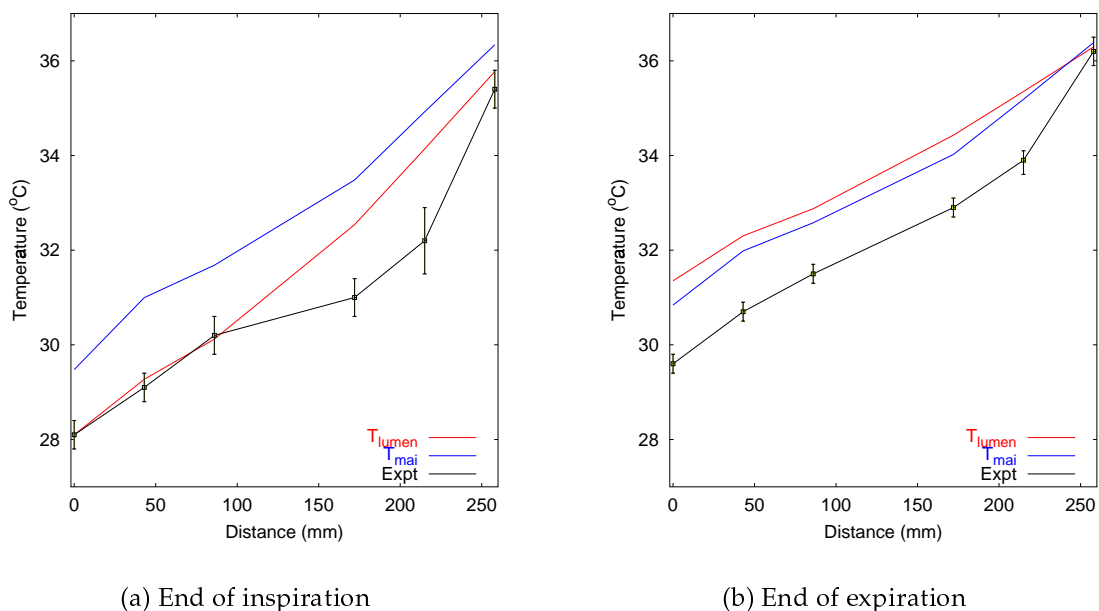 36
34
32
30
28
Temperature (°C)
0 50 100 150 200 250
Distance (mm)
T_lumen
T_mai
Expt
(a) End of inspiration
36
34
32
30
28
Temperature (°C)
0 50 100 150 200 250
Distance (mm)
T_lumen
T_mai
Expt
(b) End of expiration